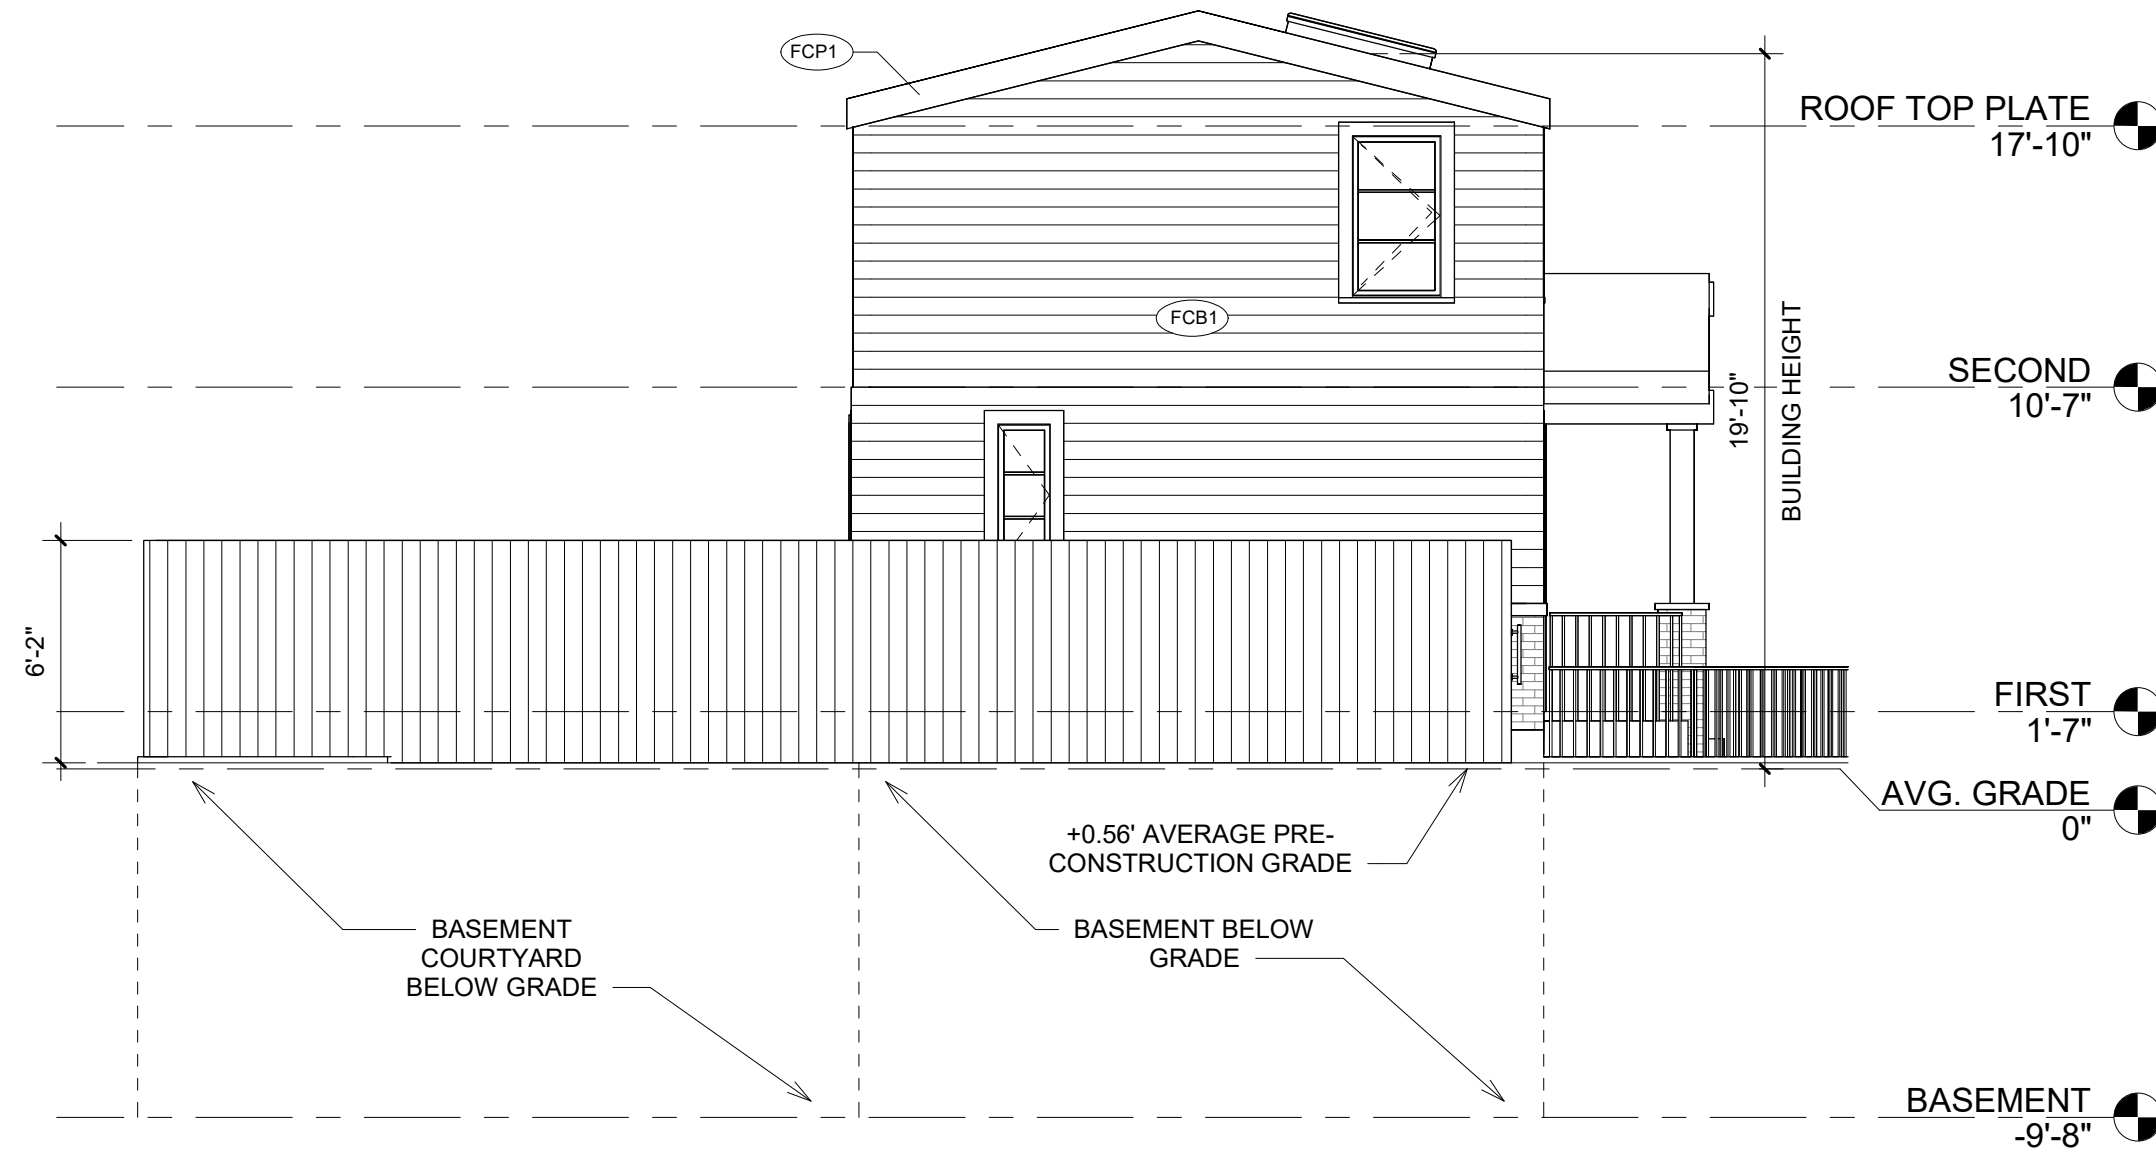 FCP1
ROOF TOP PLATE
17'-10"
FCB1
SECOND
10'-7"
19'-10"
BUILDING HEIGHT
6'-2"
FIRST
1'-7"
AVG. GRADE
0"
+0.56' AVERAGE PRE-
CONSTRUCTION GRADE
BASEMENT
COURTYARD
BELOW GRADE
BASEMENT BELOW
GRADE
BASEMENT
-9'-8"